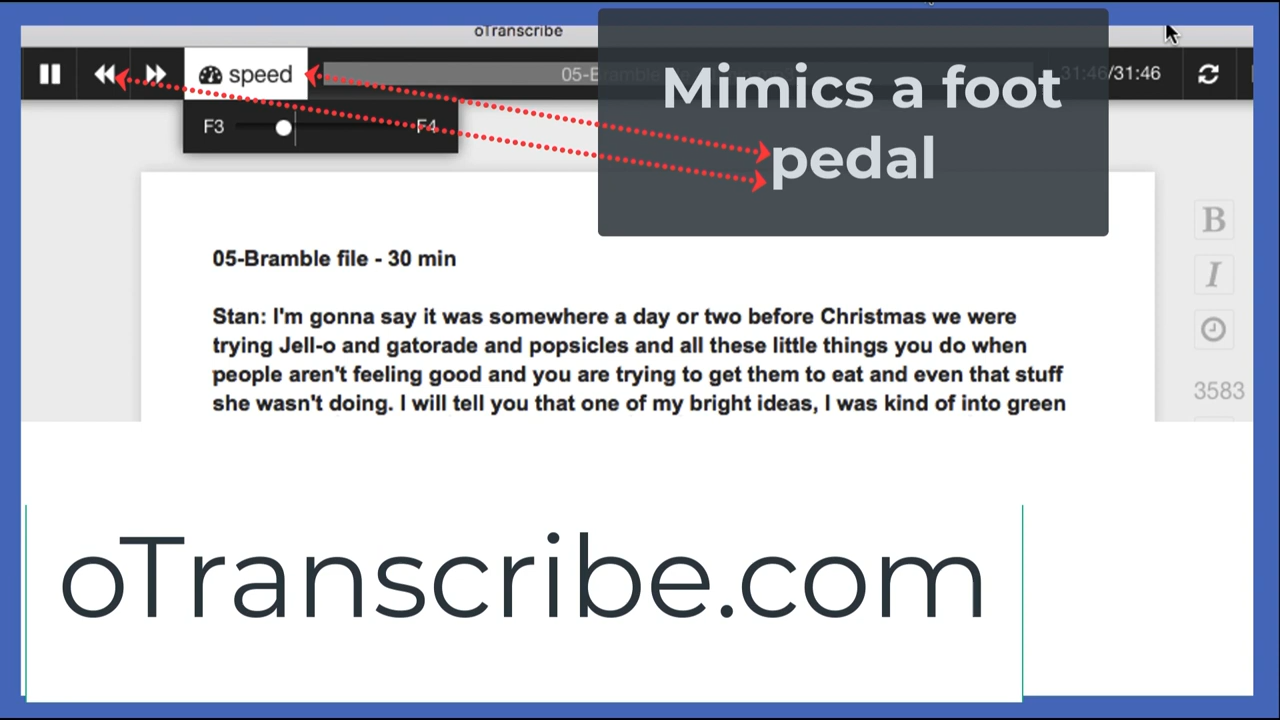 oTranscribe
Mimics a foot
pedal
speed
31:46/31:46
F3
F4
05-Bramble file - 30 min
Stan: I'm gonna say it was somewhere a day or two before Christmas we were
trying Jell-o and gatorade and popsicles and all these little things you do when
people aren't feeling good and you are trying to get them to eat and even that stuff
she wasn't doing. I will tell you that one of my bright ideas, I was kind of into green
B
I
3583
oTranscribe.com